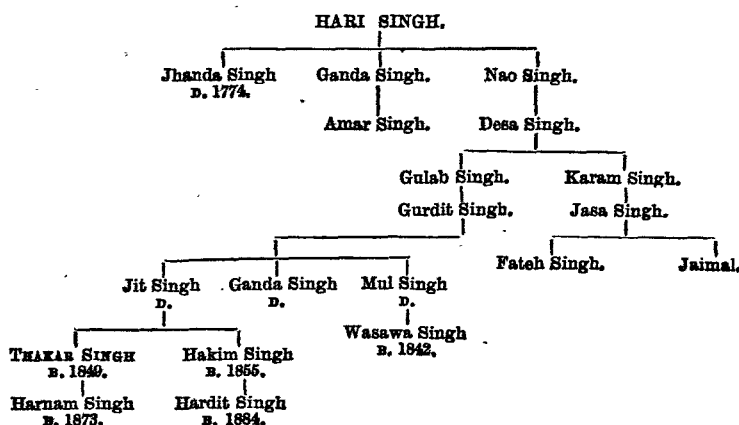 HARI SINGH.
Jhanda Singh Ganda Singh. Nao Singh.
D. 1774.
Amar Singh. Desa Singh.
Gulab Singh. Karam Singh.
Gurdit Singh. Jasa Singh.
Fateh Singh. Jaimal.
Jit Singh Ganda Singh Mul Singh
D. D. D.
Wasawa Singh
B. 1842.
THAKAR SINGH Hakim Singh
B. 1849. B. 1855.
Harnam Singh Hardit Singh
B. 1873. B. 1884.